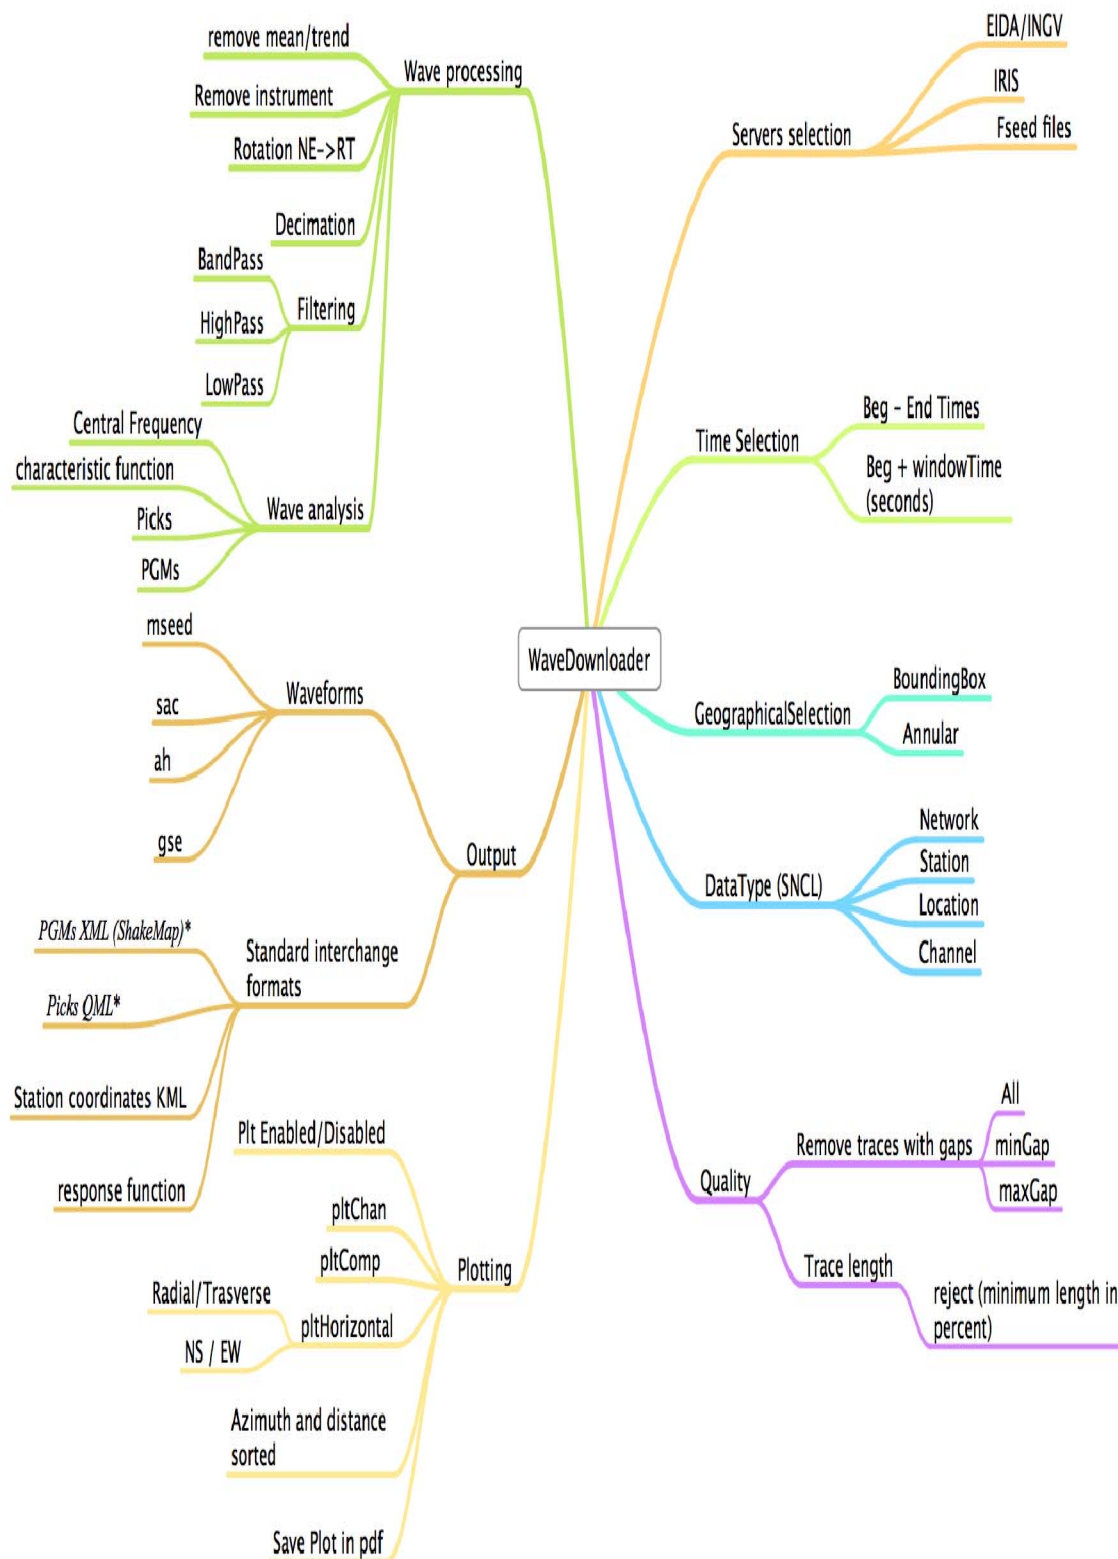 remove mean/trend
Wave processing
Remove instrument
Rotation NE->RT
Decimation
BandPass
Filtering
HighPass
LowPass
Central Frequency
characteristic function
Wave analysis
Picks
PGMs
mseed
Waveforms
sac
ah
gse
Output
PGMs XML (ShakeMap)*
Standard interchange
formats
Picks QML*
Station coordinates KML
response function
Plt Enabled/Disabled
pltChan
pltComp
Plotting
Radial/Trasverse
pltHorizontal
NS / EW
Azimuth and distance
sorted
Save Plot in pdf
WaveDownloader
EIDA/INGV
IRIS
Servers selection
Fseed files
Beg - End Times
Time Selection
Beg + windowTime
(seconds)
BoundingBox
GeographicalSelection
Annular
Network
Station
DataType (SNCL)
Location
Channel
All
Remove traces with gaps
minGap
maxGap
Quality
Trace length
reject (minimum length in
percent)